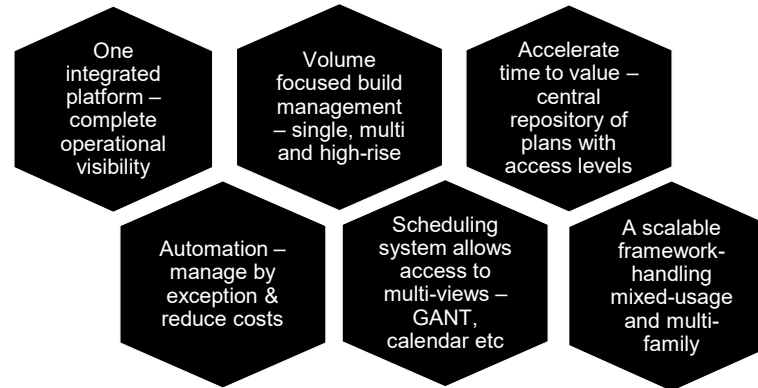 One
integrated
platform –
complete
operational
visibility
Volume
focused build
management
– single, multi
and high-rise
Accelerate
time to value –
central
repository of
plans with
access levels
Automation –
manage by
exception &
reduce costs
Scheduling
system allows
access to
multi-views –
GANT,
calendar etc
A scalable
framework-
handling
mixed-usage
and multi-
family